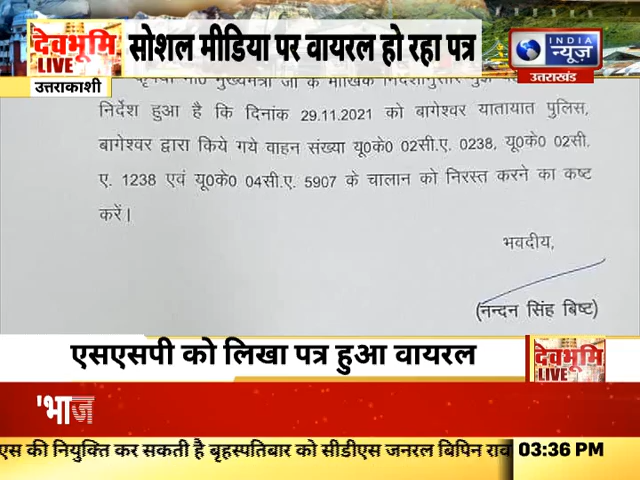 देवभूमि
LIVE
उत्तराकाशी
सोशल मीडिया पर वायरल हो रहा पत्र
INDIA
न्यूज़
उत्तराखंड
मुख्यमंत्री जी के मौखिक
निर्देश हुआ है कि दिनांक 29.11.2021 को बागेश्वर यातायात पुलिस,
बागेश्वर द्वारा किये गये वाहन संख्या यू0के0 02सी.ए. 0238, यू0के0 02सी.
ए. 1238 एवं यू0के0 04सी.ए. 5907 के चालान को निरस्त करने का कष्ट
करें।
भवदीय,
(नन्दन सिंह बिष्ट)
एसएसपी को लिखा पत्र हुआ वायरल
देवभूमि
LIVE
'भाज
एस की नियुक्ति कर सकती है बृहस्पतिबार को सीडीएस जनरल बिपिन राव
03:36 PM